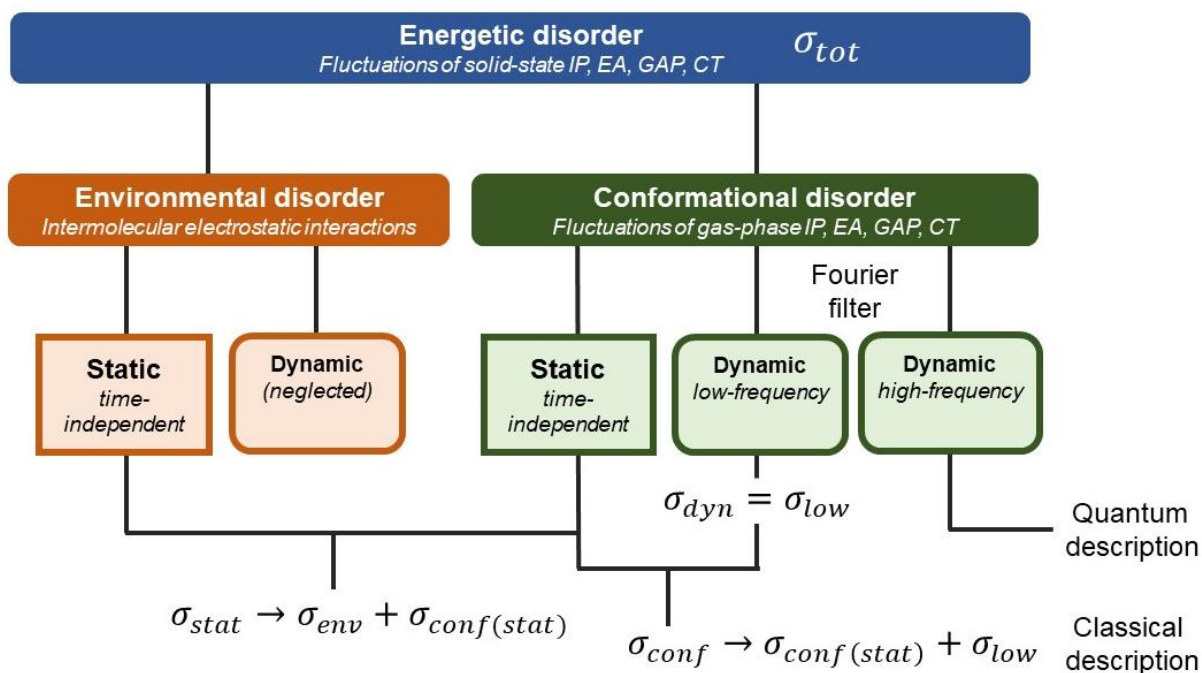 Energetic disorder
Fluctuations of solid-state IP, EA, GAP, CT
σ_tot
Environmental disorder
Intermolecular electrostatic interactions
Conformational disorder
Fluctuations of gas-phase IP, EA, GAP, CT
Fourier
filter
Static
time-
independent
Dynamic
(neglected)
Static
time-
independent
Dynamic
low-frequency
Dynamic
high-frequency
σ_dyn = σ_low
Quantum
description
σ_stat → σ_env + σ_conf(stat)
σ_conf → σ_conf(stat) + σ_low
Classical
description